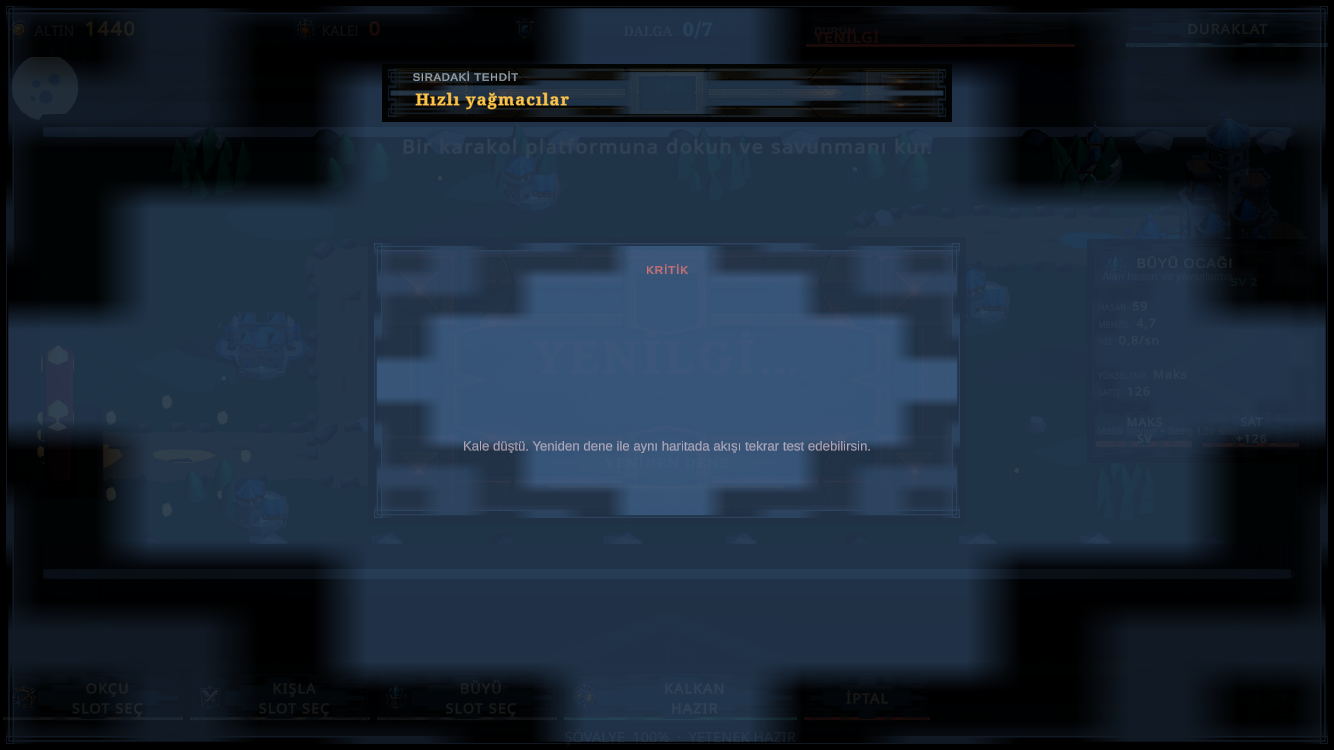 ALTIN 1440
KALE! 0
DALGA 0/7
YENİLGİ
DURAKLAT
SIRADAKİ TEHDİT
Hızlı yağmacılar
Bir karakol platformuna dokun ve savunmanı kur.
KRİTİK
YENİLGİ...
Kale düştü. Yeniden dene ile aynı haritada akışı tekrar test edebilirsin.
BÜYÜ OCAĞI
SV 2
59
4,7
0,8/sn
Maks
126
MAKS
SV
SAT
+126
OKÇU
SLOT SEÇ
KIŞLA
SLOT SEÇ
BÜYÜ
SLOT SEÇ
KALKAN
HAZIR
İPTAL
ŞÖVALYE 100% · YETENEK HAZIR